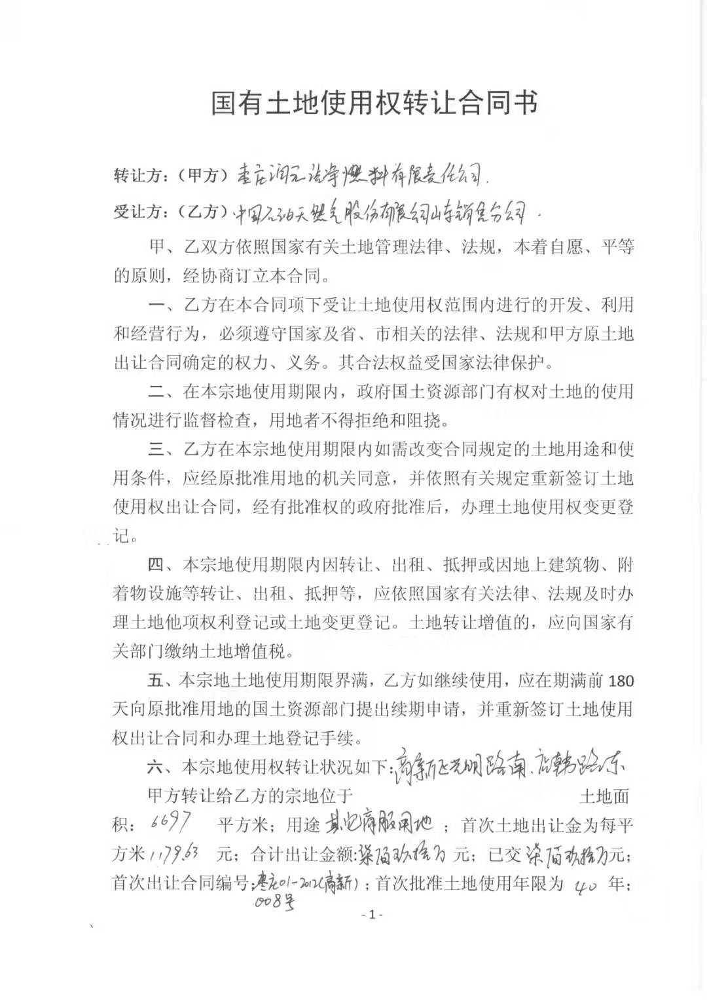 国有土地使用权转让合同书
转让方：（甲方）枣庄润元洁净燃料有限责任公司.
受让方：（乙方）中国石油天然气股份有限公司山东销售分公司.
甲、乙双方依照国家有关土地管理法律、法规，本着自愿、平等
的原则，经协商订立本合同。
一、乙方在本合同项下受让土地使用权范围内进行的开发、利用
和经营行为，必须遵守国家及省、市相关的法律、法规和甲方原土地
出让合同确定的权力、义务。其合法权益受国家法律保护。
二、在本宗地使用期限内，政府国土资源部门有权对土地的使用
情况进行监督检查，用地者不得拒绝和阻挠。
三、乙方在本宗地使用期限内如需改变合同规定的土地用途和使
用条件，应经原批准用地的机关同意，并依照有关规定重新签订土地
使用权出让合同，经有批准权的政府批准后，办理土地使用权变更登
记。
四、本宗地使用期限内因转让、出租、抵押或因地上建筑物、附
着物设施等转让、出租、抵押等，应依照国家有关法律、法规及时办
理土地他项权利登记或土地变更登记。土地转让增值的，应向国家有
关部门缴纳土地增值税。
五、本宗地土地使用期限界满，乙方如继续使用，应在期满前 180
天向原批准用地的国土资源部门提出续期申请，并重新签订土地使用
权出让合同和办理土地登记手续。
六、本宗地使用权转让状况如下：高新区光明路南、店韩路东
甲方转让给乙方的宗地位于 土地面
积： 6697 平方米；用途 其它商服用地 ；首次土地出让金为每平
方米 1179.63 元；合计出让金额：柒佰玖拾万 元；已交 柒佰玖拾万元；
首次出让合同编号：枣庄01-2012(高新)；首次批准土地使用年限为 40 年；
008号
- 1 -